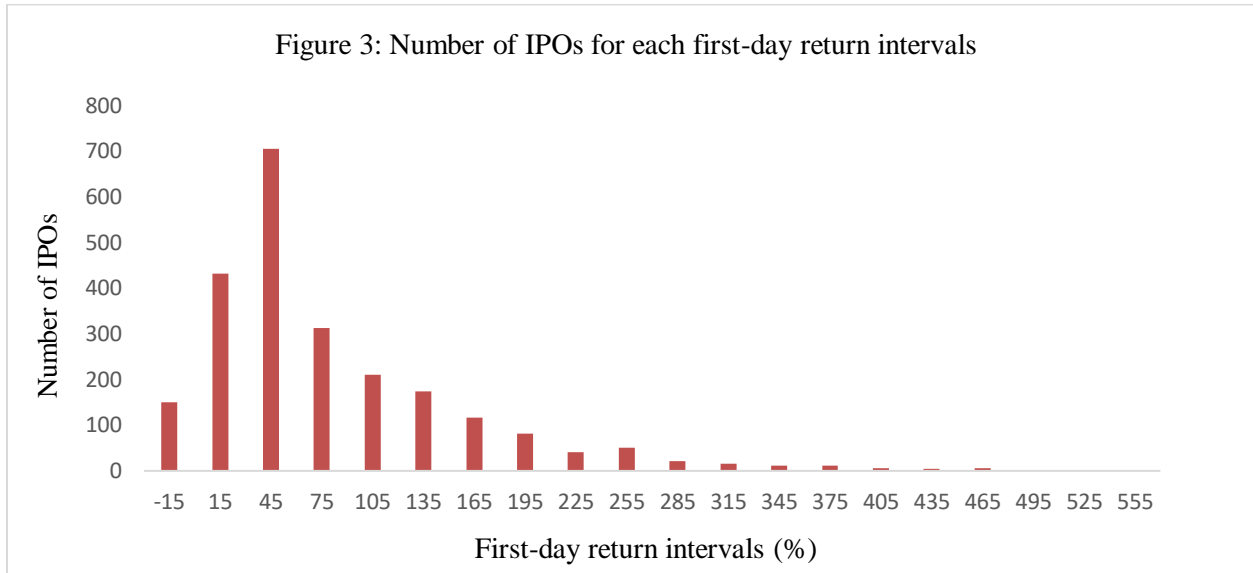 Figure 3: Number of IPOs for each first-day return intervals
800
700
600
500
400
300
200
100
0
Number of IPOs
-15 15 45 75 105 135 165 195 225 255 285 315 345 375 405 435 465 495 525 555
First-day return intervals (%)